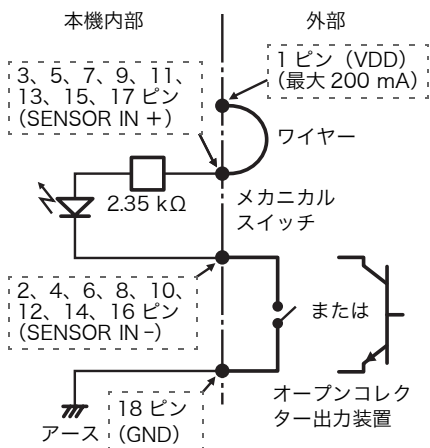 本機内部
外部
1 ピン（VDD）
（最大 200 mA）
3、5、7、9、11、
13、15、17 ピン
（SENSOR IN +）
ワイヤー
2.35 kΩ
メカニカル
スイッチ
2、4、6、8、10、
12、14、16 ピン
（SENSOR IN -）
または
18 ピン
（GND）
アース
オープンコレク
ター出力装置